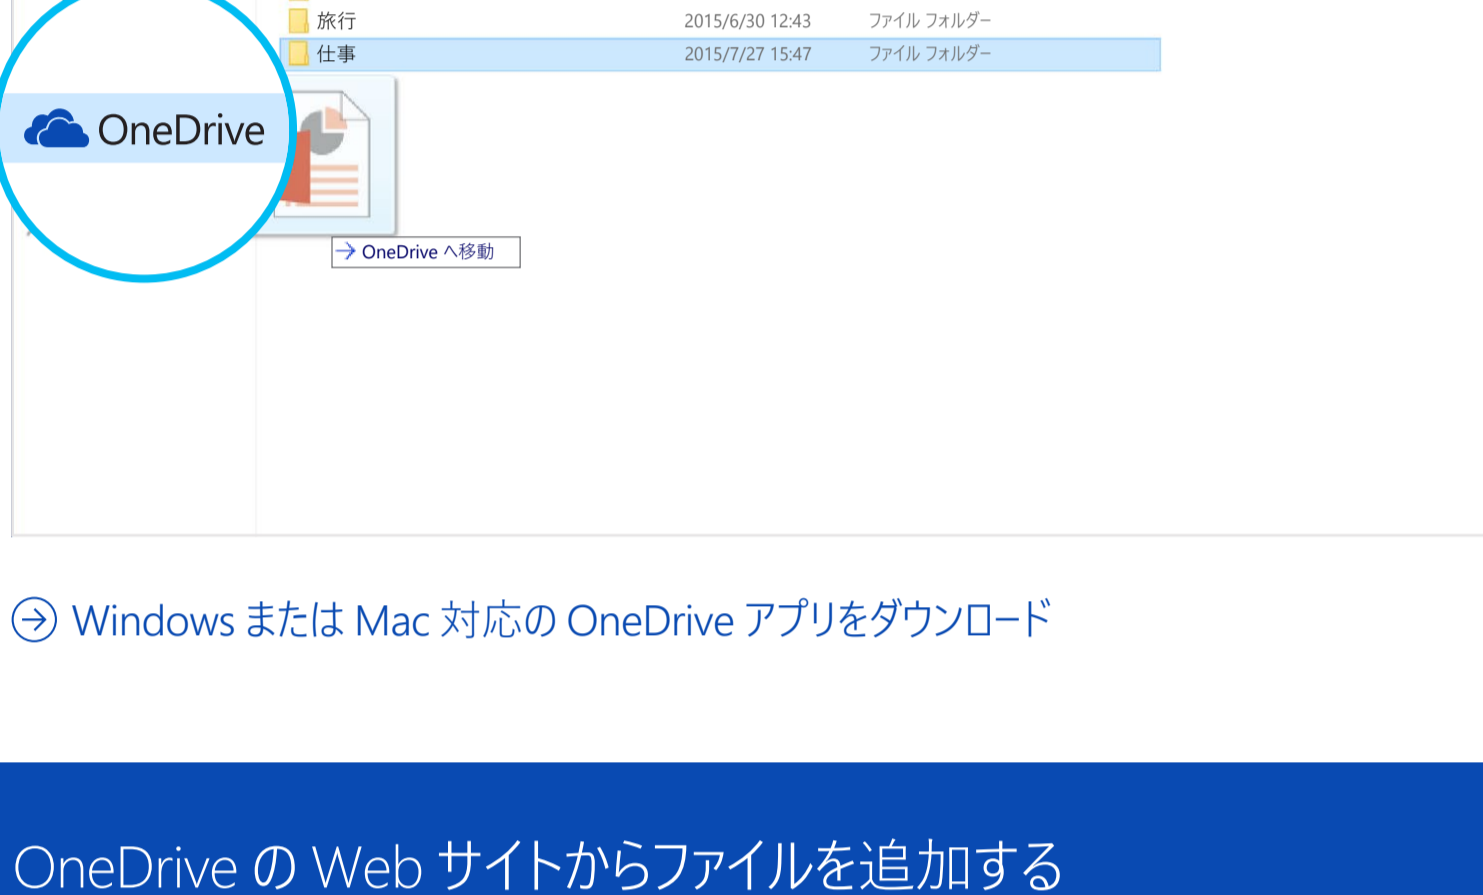 旅行 2015/6/30 12:43 ファイル フォルダー
仕事 2015/7/27 15:47 ファイル フォルダー
OneDrive
OneDrive へ移動
Windows または Mac 対応の OneDrive アプリをダウンロード
OneDrive の Web サイトからファイルを追加する